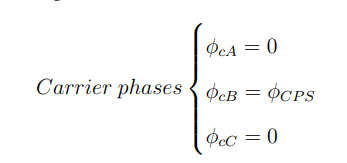 ϕcA = 0
Carrier phases ϕcB = ϕCPS
ϕcC = 0